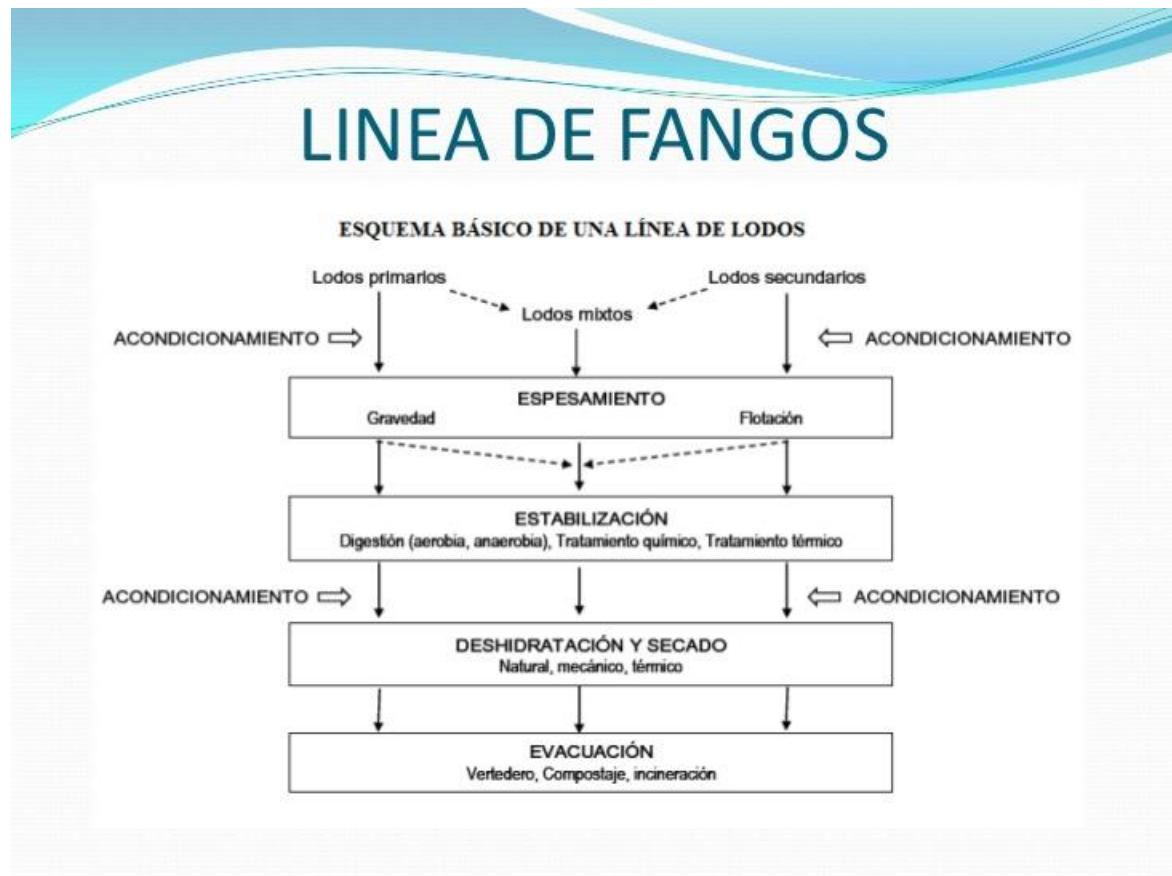 LINEA DE FANGOS
ESQUEMA BÁSICO DE UNA LÍNEA DE LODOS
Lodos primarios
Lodos secundarios
Lodos mixtos
ACONDICIONAMIENTO
ACONDICIONAMIENTO
ESPESAMIENTO
Gravedad
Flotación
ESTABILIZACIÓN
Digestión (aerobia, anaerobia), Tratamiento químico, Tratamiento térmico
ACONDICIONAMIENTO
ACONDICIONAMIENTO
DESHIDRATACIÓN Y SECADO
Natural, mecánico, térmico
EVACUACIÓN
Vertedero, Compostaje, incineración